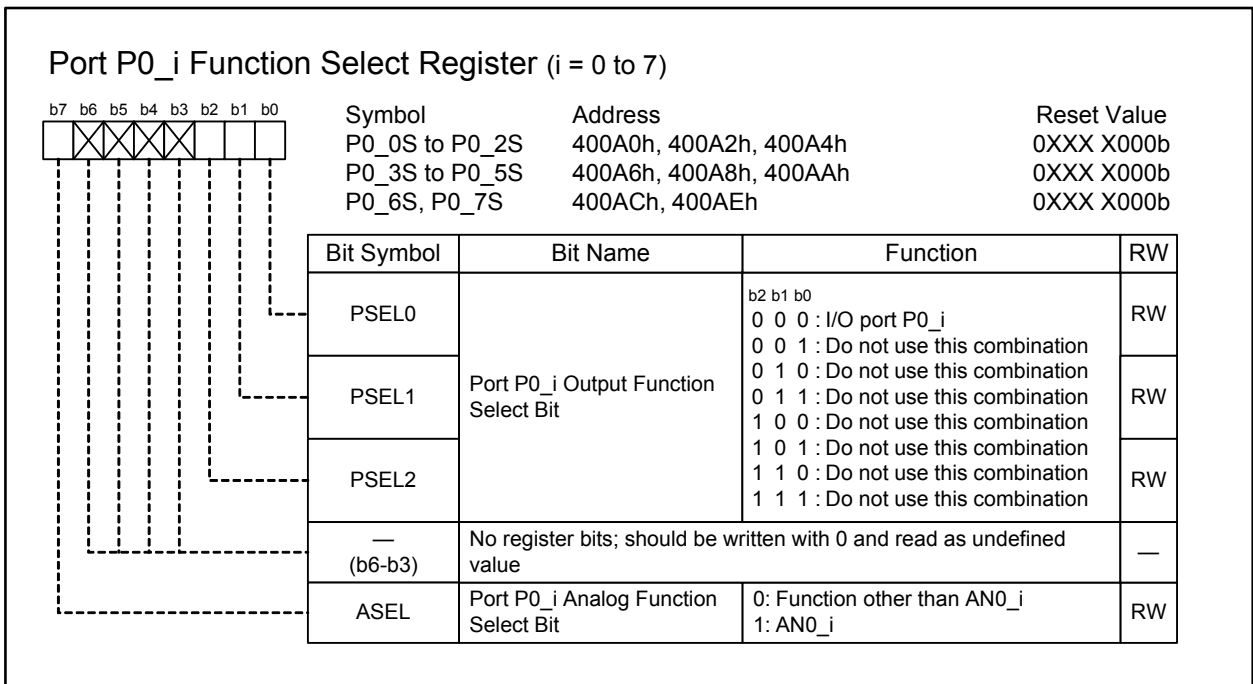 Port P0_i Function Select Register (i = 0 to 7)
b7 b6 b5 b4 b3 b2 b1 b0
Symbol Address Reset Value
P0_0S to P0_2S 400A0h, 400A2h, 400A4h 0XXX X000b
P0_3S to P0_5S 400A6h, 400A8h, 400AAh 0XXX X000b
P0_6S, P0_7S 400ACh, 400AEh 0XXX X000b
Bit Symbol Bit Name Function RW
PSEL0
PSEL1
PSEL2
Port P0_i Output Function
Select Bit
b2 b1 b0
0 0 0 : I/O port P0_i
0 0 1 : Do not use this combination
0 1 0 : Do not use this combination
0 1 1 : Do not use this combination
1 0 0 : Do not use this combination
1 0 1 : Do not use this combination
1 1 0 : Do not use this combination
1 1 1 : Do not use this combination
RW
RW
RW
—
(b6-b3)
No register bits; should be written with 0 and read as undefined
value
—
ASEL
Port P0_i Analog Function
Select Bit
0: Function other than AN0_i
1: AN0_i
RW